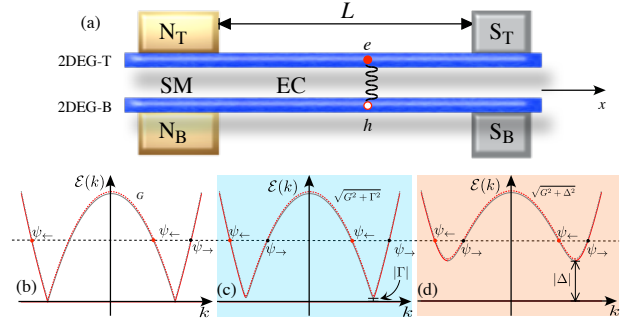 (a)
L
N_T
S_T
e
2DEG-T
SM
EC
x
2DEG-B
h
N_B
S_B
ℰ(k)
G
ψ←
ψ←
ψ→
(b)
k
ℰ(k)
√G²+Γ²
ψ←
ψ→
ψ←
ψ→
|Γ|
(c)
k
ℰ(k)
√G²+Δ²
ψ←
ψ→
ψ←
ψ→
|Δ|
(d)
k